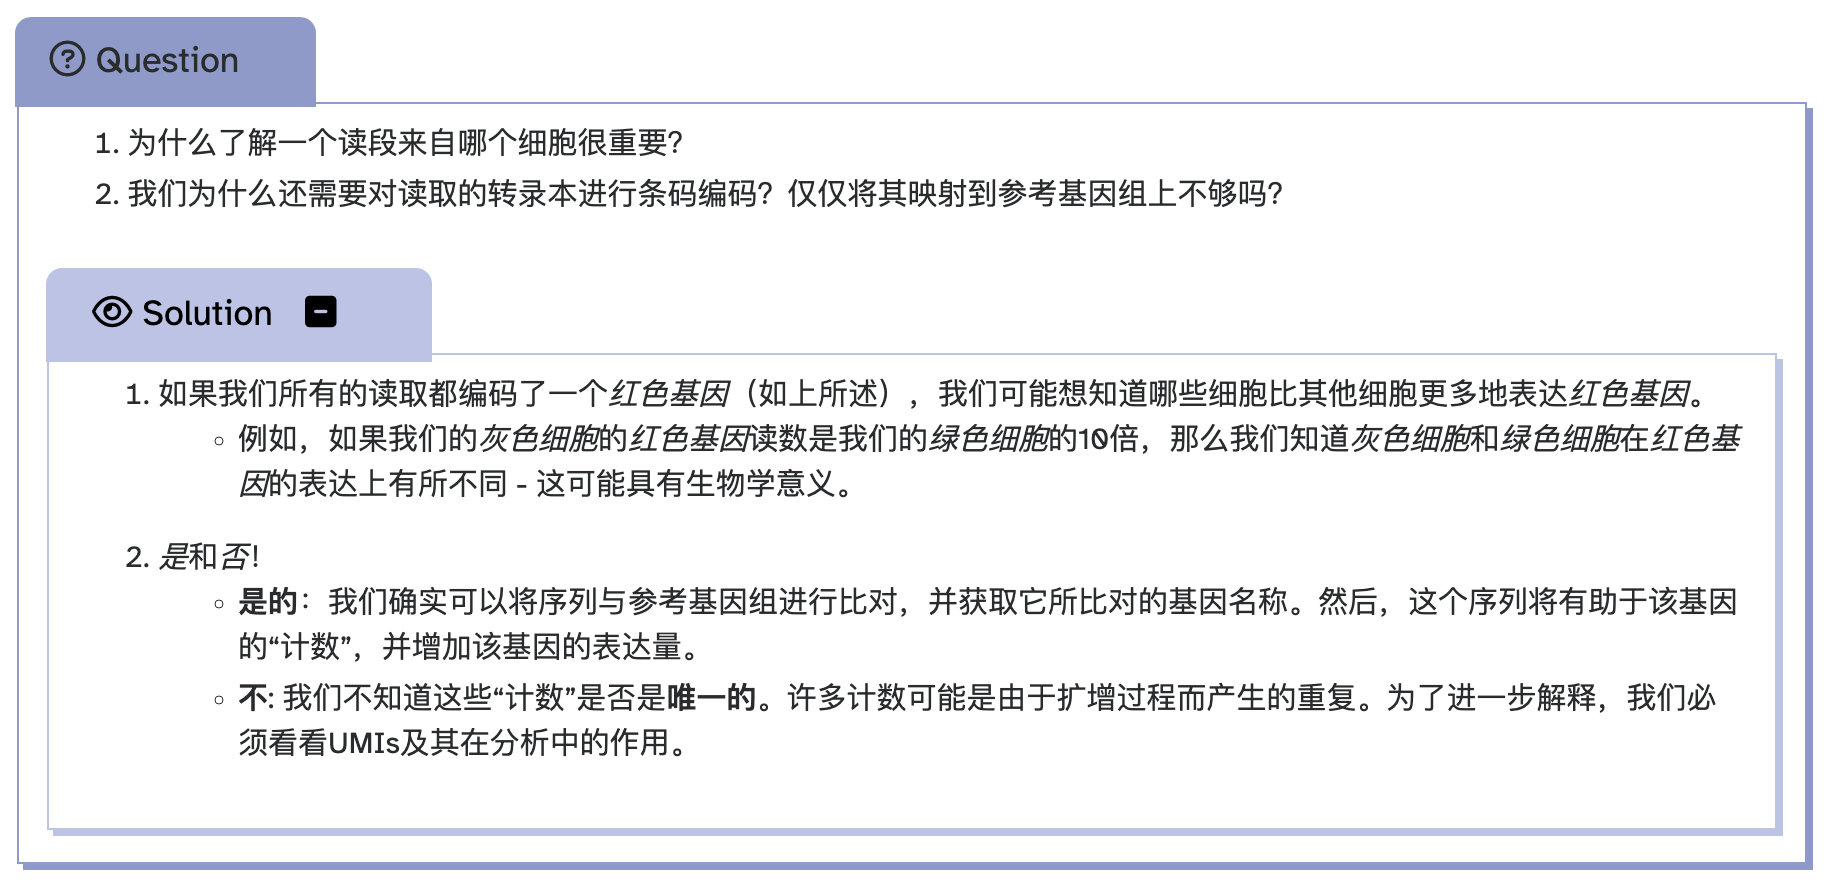 Question
1. 为什么了解一个读段来自哪个细胞很重要?
2. 我们为什么还需要对读取的转录本进行条码编码? 仅仅将其映射到参考基因组上不够吗?
Solution
1. 如果我们所有的读取都编码了一个红色基因（如上所述），我们可能想知道哪些细胞比其他细胞更多地表达红色基因。
例如，如果我们的灰色细胞的红色基因读数是我们的绿色细胞的10倍，那么我们知道灰色细胞和绿色细胞在红色基
因的表达上有所不同 - 这可能具有生物学意义。
2. 是和否!
是的：我们确实可以将序列与参考基因组进行比对，并获取它所比对的基因名称。然后，这个序列将有助于该基因
的“计数”，并增加该基因的表达量。
不: 我们不知道这些“计数”是否是唯一的。许多计数可能是由于扩增过程而产生的重复。为了进一步解释，我们必
须看看UMIs及其在分析中的作用。